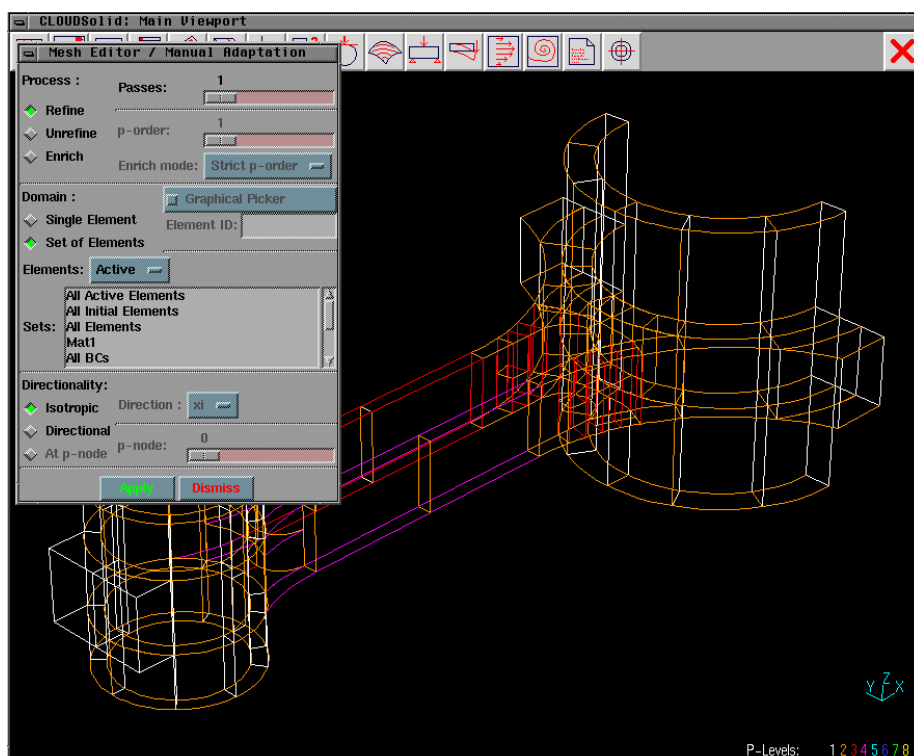 CLOUDSolid: Main Viewport
Mesh Editor / Manual Adaptation
Process :
Passes:
1
Refine
Unrefine
p-order:
1
Enrich
Enrich mode: Strict p-order
Domain :
Graphical Picker
Single Element
Element ID:
Set of Elements
Elements: Active
Sets:
All Active Elements
All Initial Elements
All Elements
Mat1
All BCs
Directionality:
Isotropic
Direction : xi
Directional
p-node:
0
At p-node
Apply
Dismiss
Z
Y X
P-Levels: 1 2 3 4 5 6 7 8